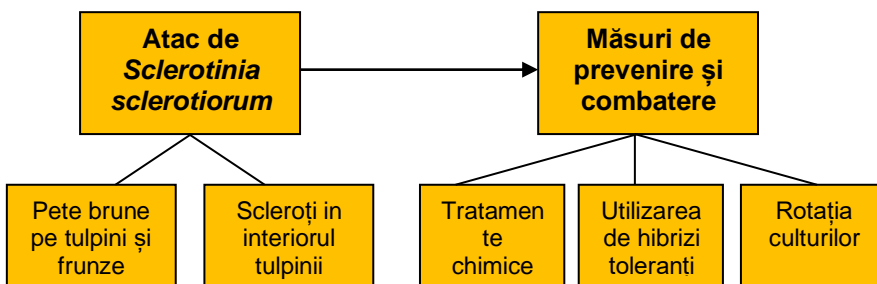 Atac de
Sclerotinia
sclerotiorum
Măsuri de
prevenire și
combatere
Pete brune
pe tulpini și
frunze
Scleroți in
interiorul
tulpinii
Tratamen
te
chimice
Utilizarea
de hibrizi
toleranți
Rotația
culturilor